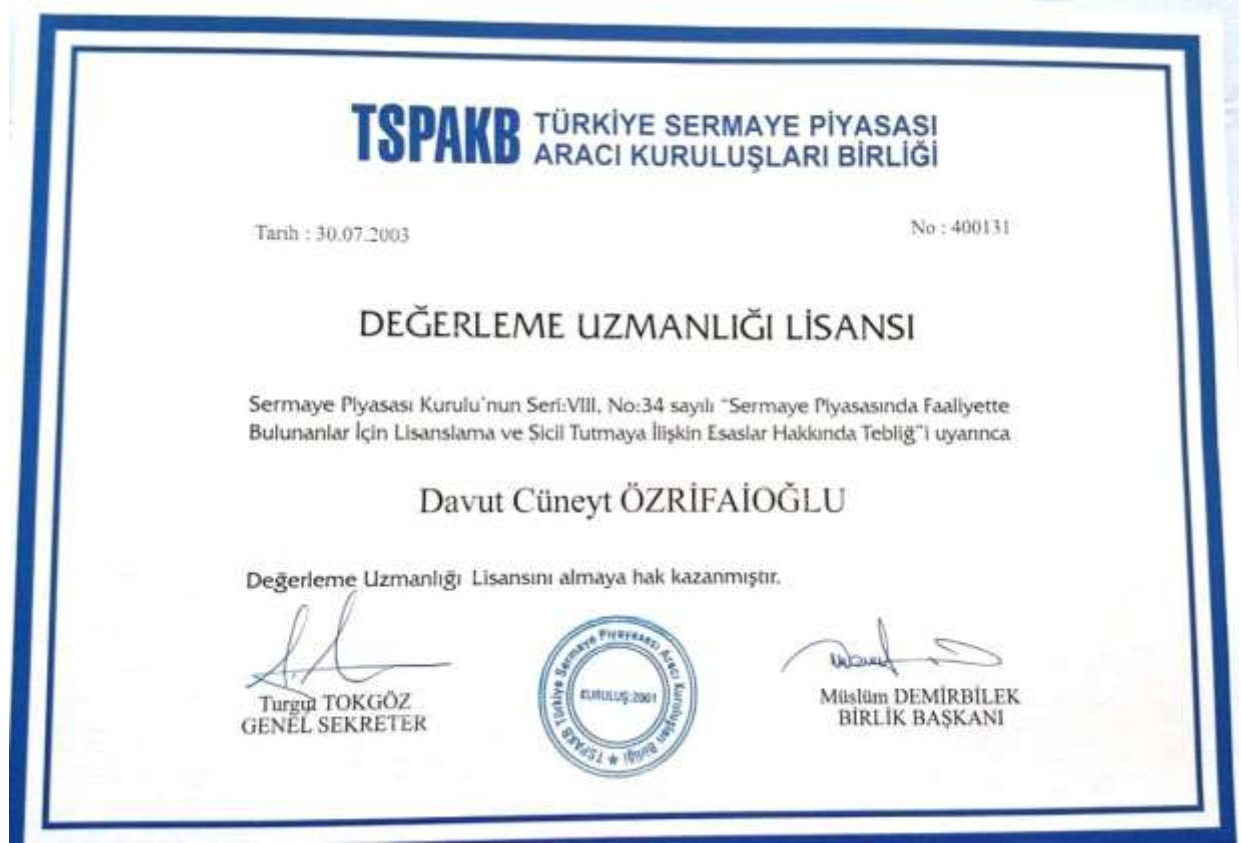 TSPAKB TÜRKİYE SERMAYE PİYASASI
ARACI KURULUŞLARI BİRLİĞİ
Tarih : 30.07.2003
No : 400131
DEĞERLEME UZMANLIĞI LİSANSI
Sermaye Piyasası Kurulu'nun Seri:VIII, No:34 sayılı "Sermaye Piyasasında Faaliyette
Bulunanlar İçin Lisanslama ve Sicil Tutmaya İlişkin Esaslar Hakkında Tebliğ"i uyarınca
Davut Cüneyt ÖZRİFAİOĞLU
Değerleme Uzmanlığı Lisansını almaya hak kazanmıştır.
Turgut TOKGÖZ
GENEL SEKRETER
TSPAKB Türkiye Sermaye Piyayasası Aracı Kuruluşları Birliği
KURULUŞ:2001
Müslüm DEMİRBİLEK
BİRLİK BAŞKANI